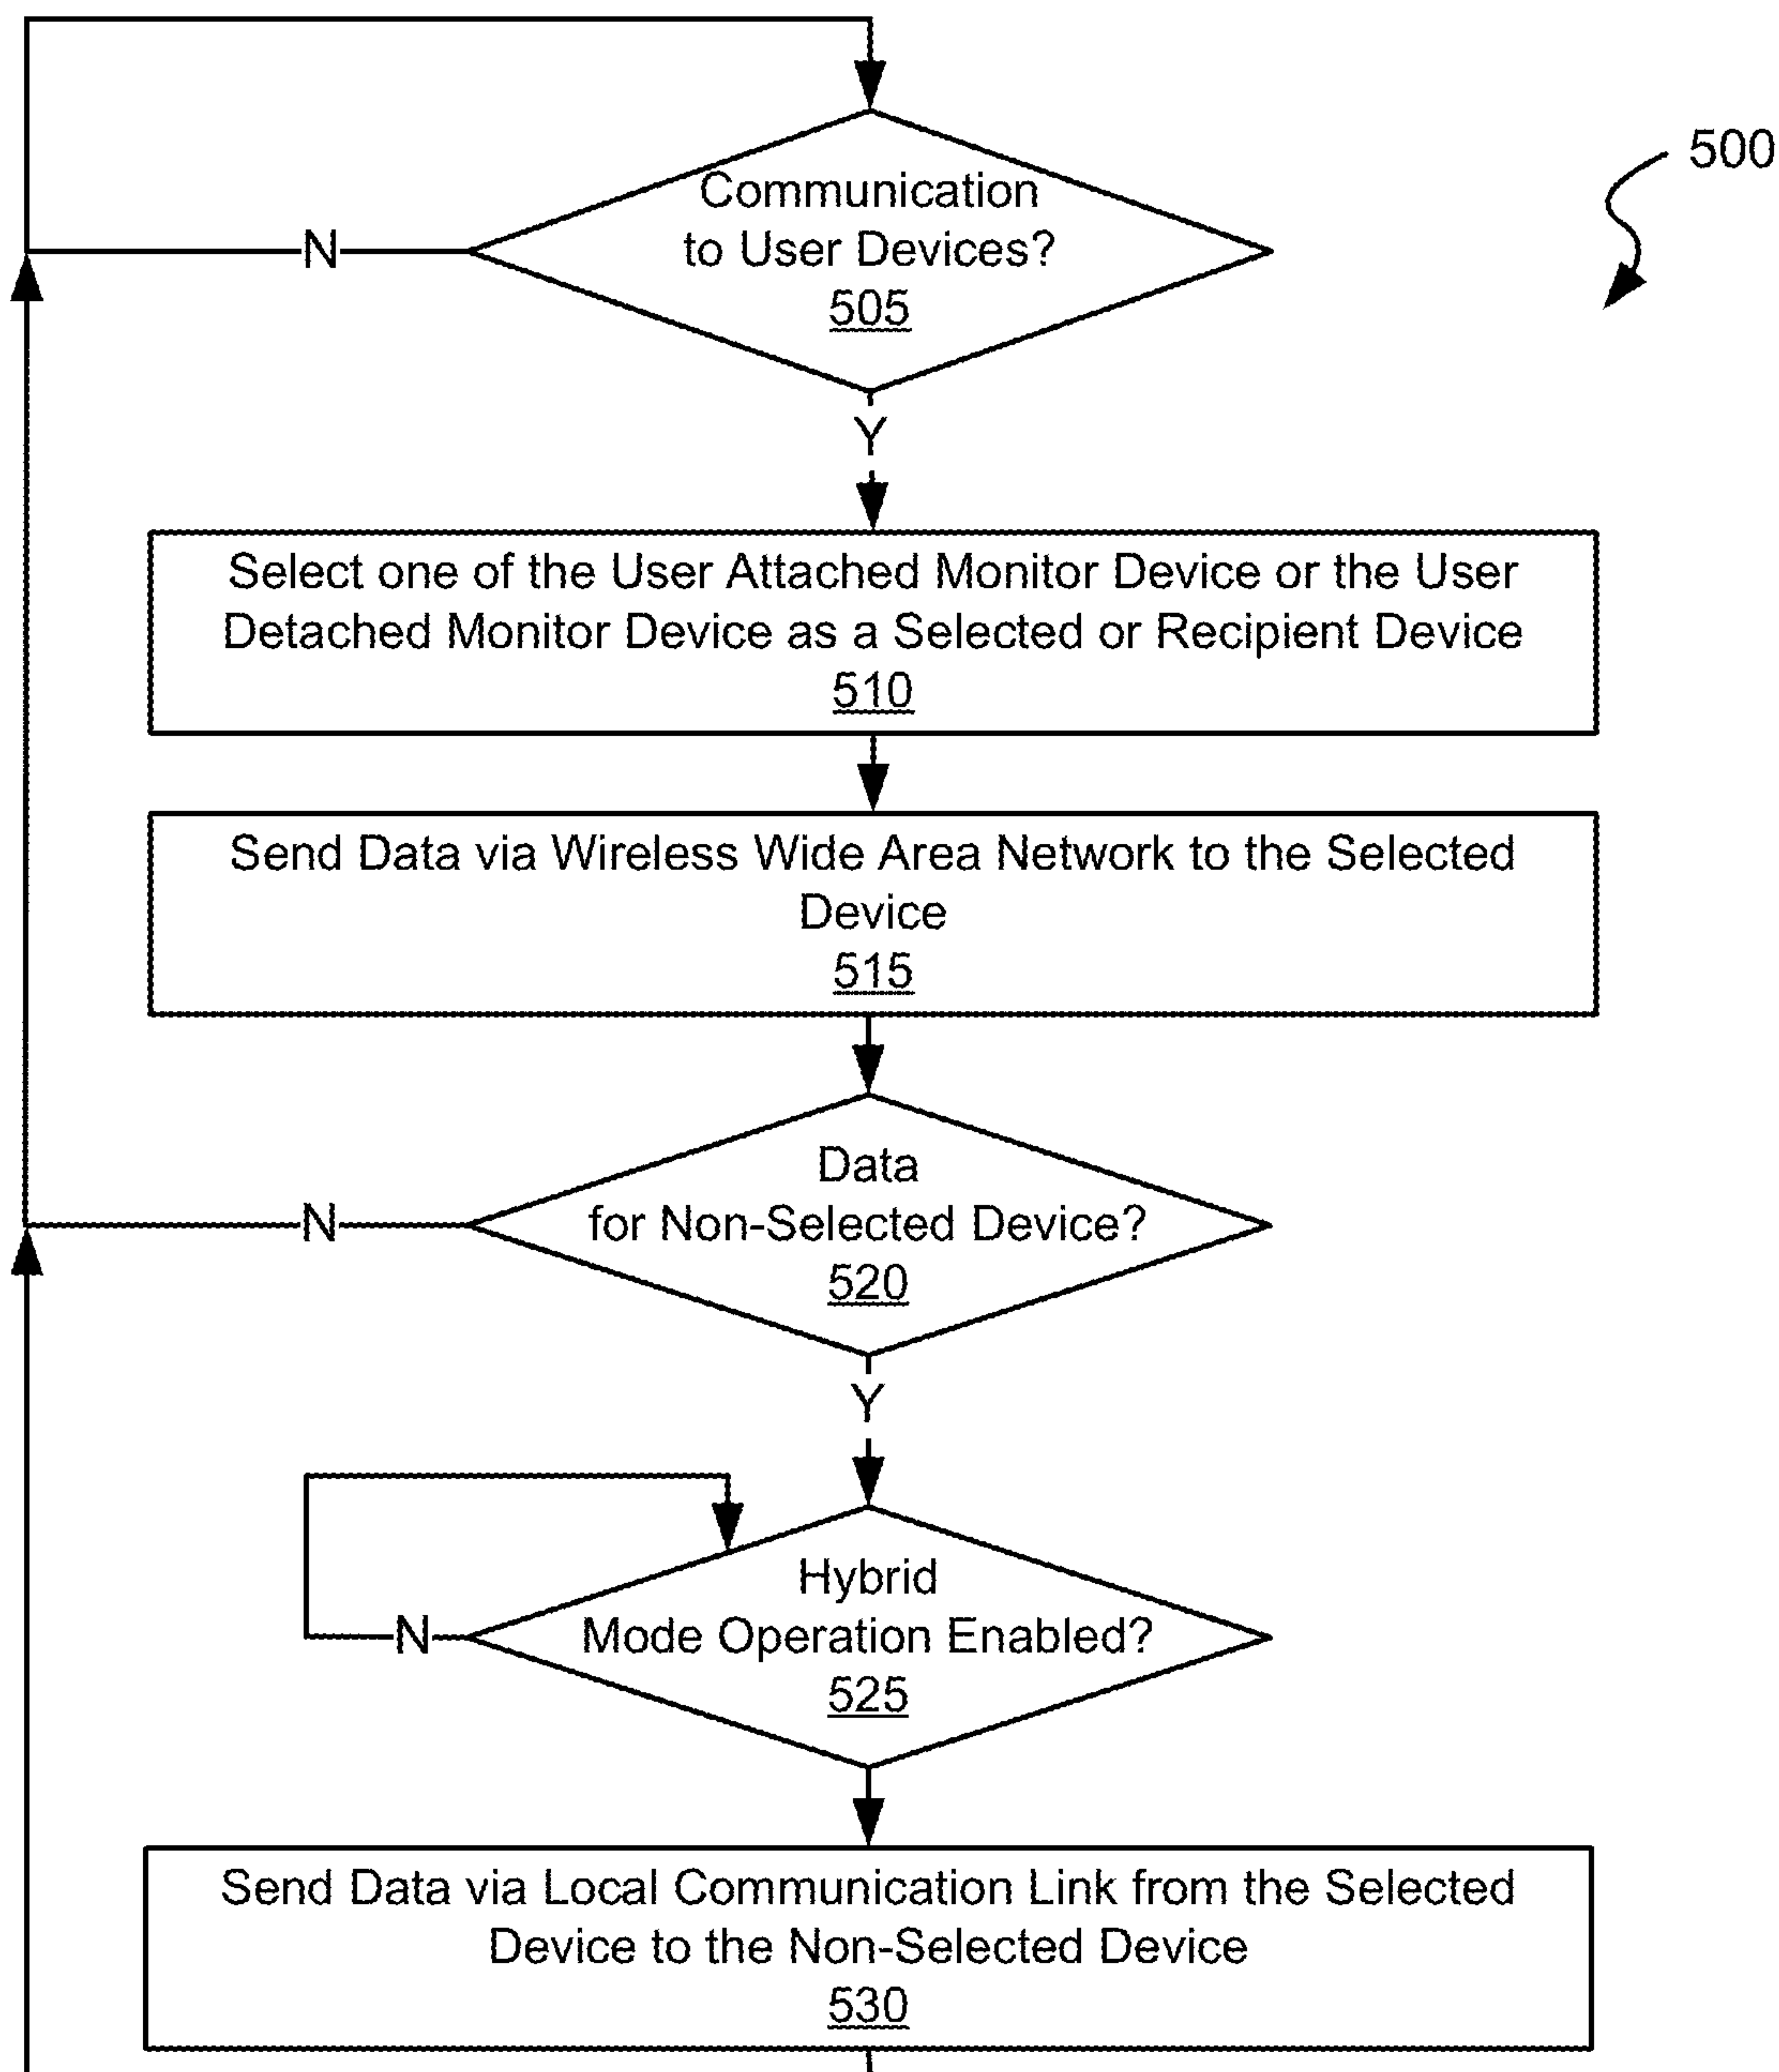 Communication
to User Devices?
505
500
N
Y
Select one of the User Attached Monitor Device or the User
Detached Monitor Device as a Selected or Recipient Device
510
Send Data via Wireless Wide Area Network to the Selected
Device
515
Data
for Non-Selected Device?
520
N
Y
Hybrid
Mode Operation Enabled?
525
N
Send Data via Local Communication Link from the Selected
Device to the Non-Selected Device
530